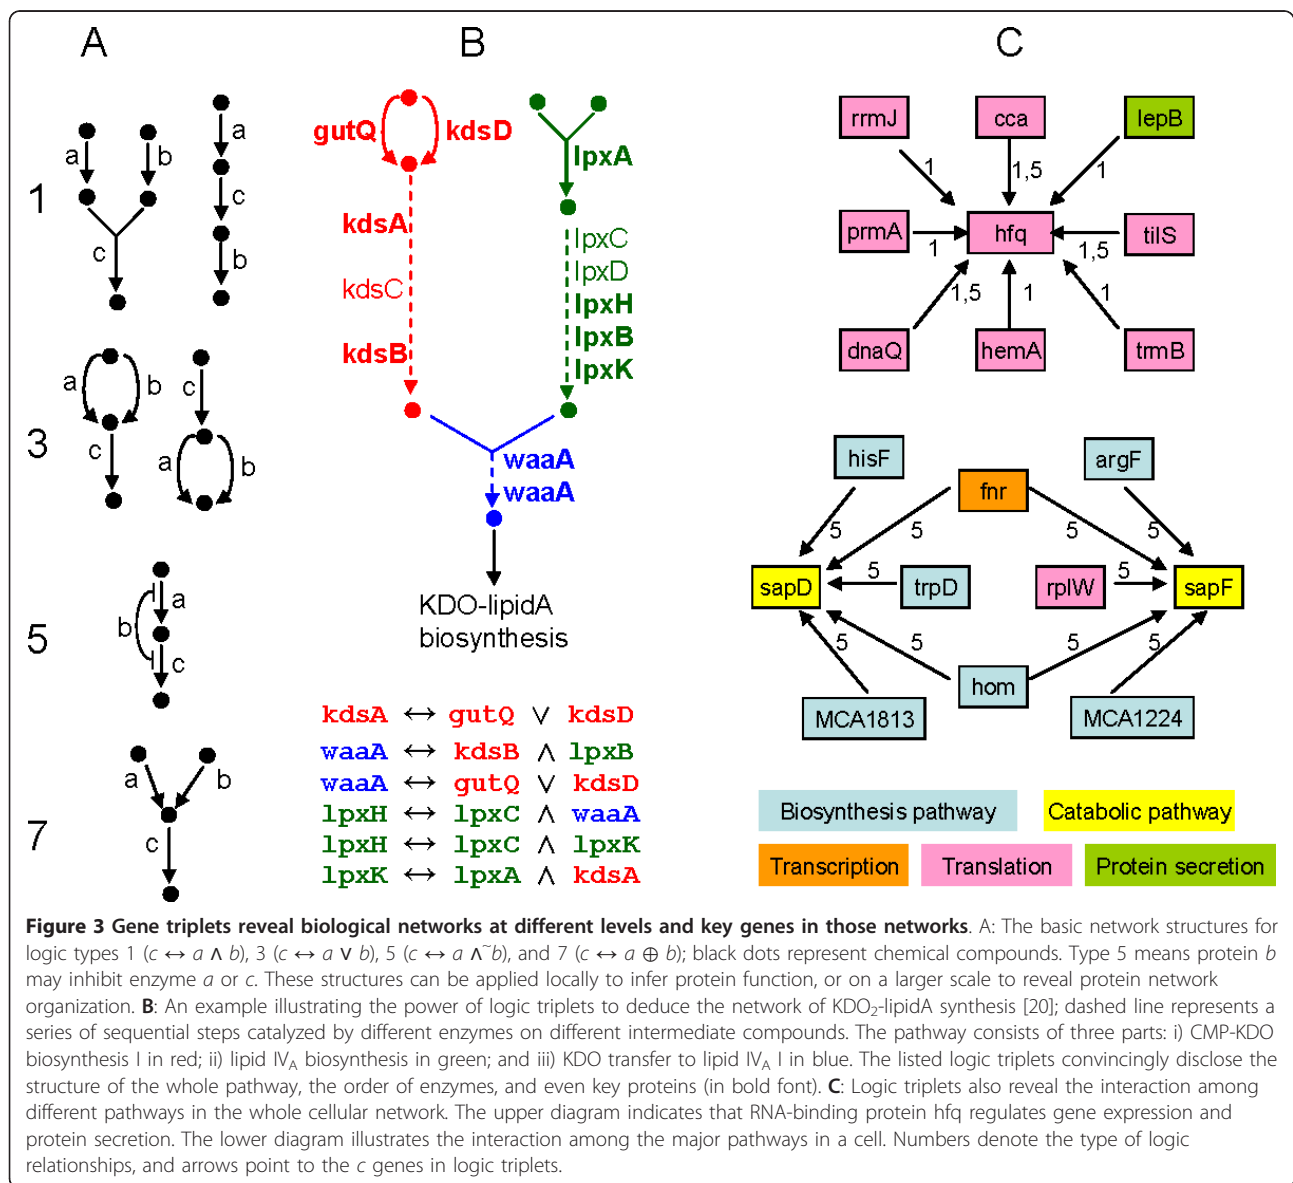 A
B
C
1
a
b
c
a
c
b
3
a
b
c
c
a
b
5
a
b
c
7
a
b
c
gutQ
kdsD
lpxA
kdsA
kdsC
kdsB
lpxC
lpxD
lpxH
lpxB
lpxK
waaA
waaA
KDO-lipidA
biosynthesis
kdsA ↔ gutQ ∨ kdsD
waaA ↔ kdsB ∧ lpxB
waaA ↔ gutQ ∨ kdsD
lpxH ↔ lpxC ∧ waaA
lpxH ↔ lpxC ∧ lpxK
lpxK ↔ lpxA ∧ kdsA
rrmJ
cca
lepB
1
1,5
1
prmA
1
hfq
1,5
tilS
1,5
1
1
dnaQ
hemA
trmB
hisF
fnr
argF
5
5
5
5
sapD
5
trpD
rplW
5
sapF
5
5
5
5
hom
MCA1813
MCA1224
Biosynthesis pathway
Catabolic pathway
Transcription
Translation
Protein secretion
Figure 3 Gene triplets reveal biological networks at different levels and key genes in those networks. A: The basic network structures for
logic types 1 (c ↔ a Λ b), 3 (c ↔ a V b), 5 (c ↔ a Λ~b), and 7 (c ↔ a ⊕ b); black dots represent chemical compounds. Type 5 means protein b
may inhibit enzyme a or c. These structures can be applied locally to infer protein function, or on a larger scale to reveal protein network
organization. B: An example illustrating the power of logic triplets to deduce the network of KDO₂-lipidA synthesis [20]; dashed line represents a
series of sequential steps catalyzed by different enzymes on different intermediate compounds. The pathway consists of three parts: i) CMP-KDO
biosynthesis I in red; ii) lipid IV_A biosynthesis in green; and iii) KDO transfer to lipid IV_A I in blue. The listed logic triplets convincingly disclose the
structure of the whole pathway, the order of enzymes, and even key proteins (in bold font). C: Logic triplets also reveal the interaction among
different pathways in the whole cellular network. The upper diagram indicates that RNA-binding protein hfq regulates gene expression and
protein secretion. The lower diagram illustrates the interaction among the major pathways in a cell. Numbers denote the type of logic
relationships, and arrows point to the c genes in logic triplets.